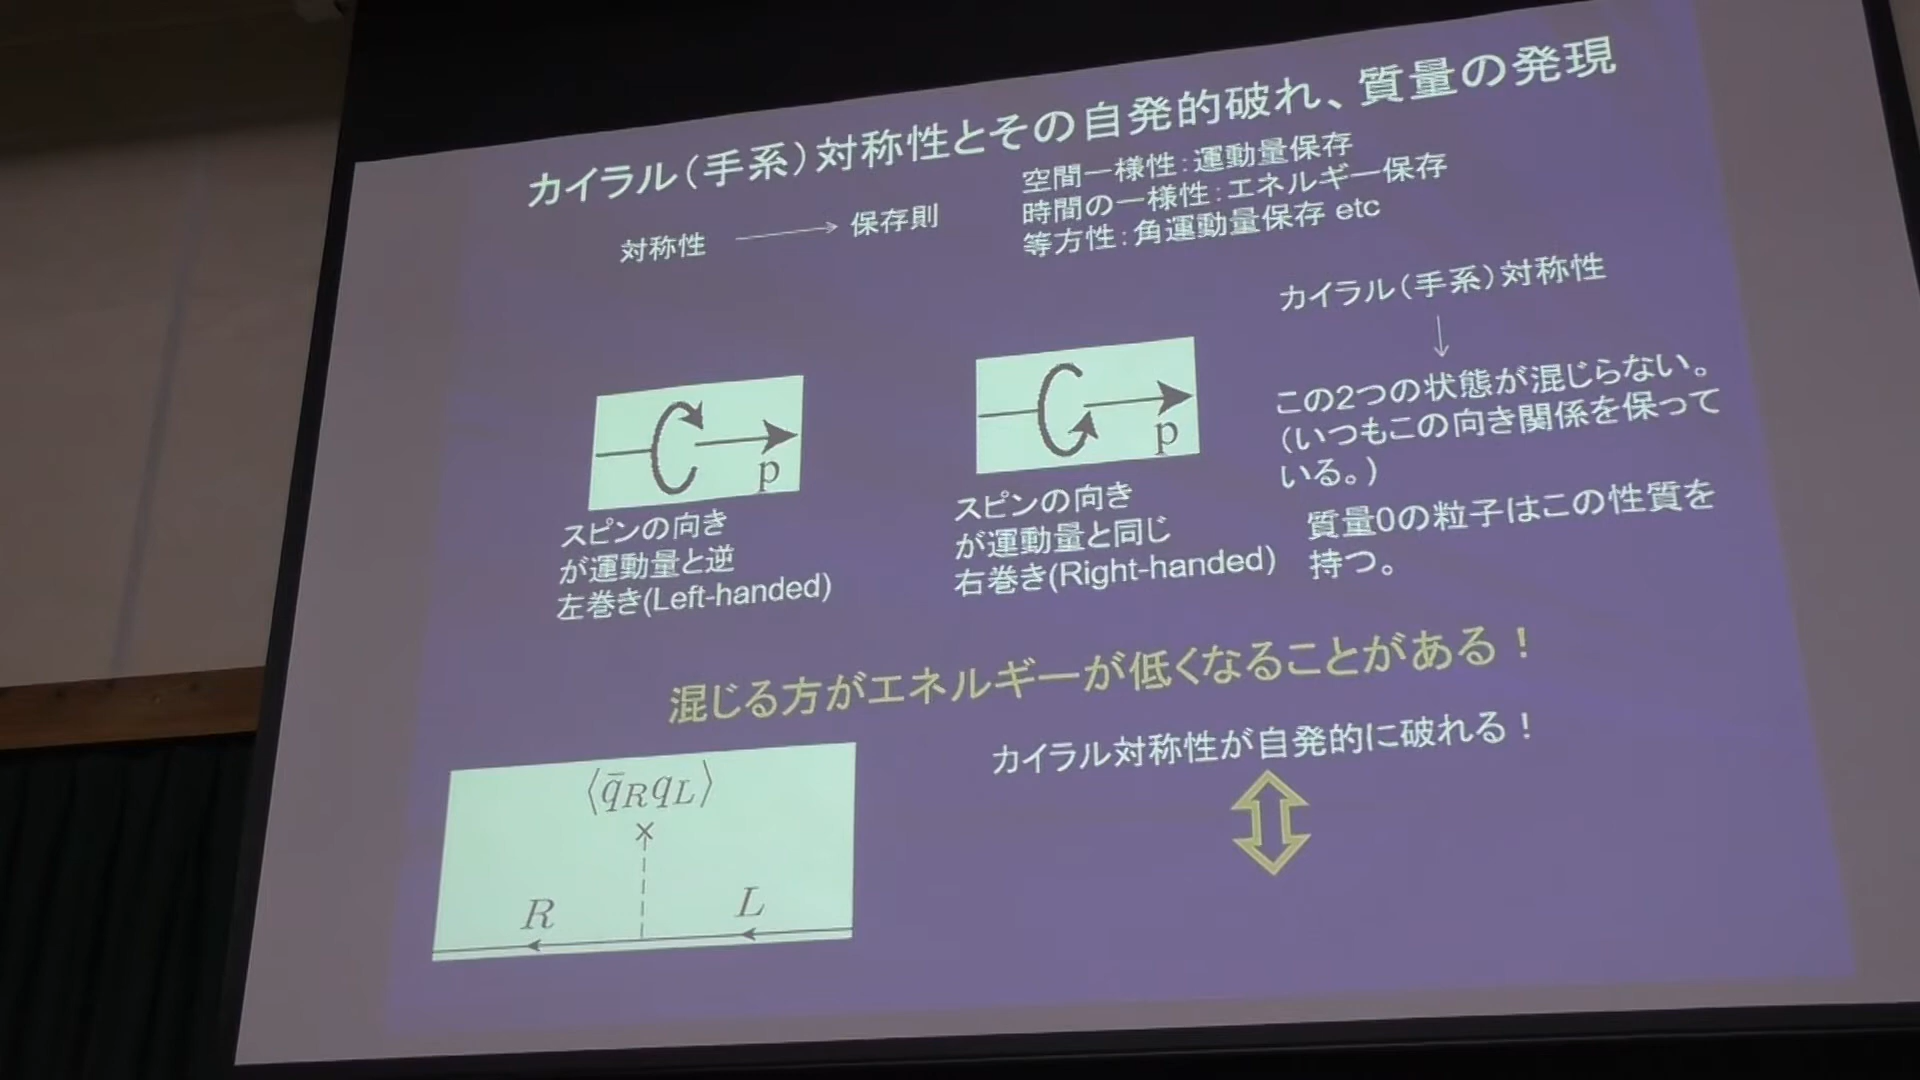 カイラル（手系）対称性とその自発的破れ、質量の発現
対称性
保存則
空間一様性：運動量保存
時間の一様性：エネルギー保存
等方性：角運動量保存 etc
カイラル（手系）対称性
p
p
この2つの状態が混じらない。
（いつもこの向き関係を保って
いる。）
質量0の粒子はこの性質を
持つ。
スピンの向き
が運動量と逆
左巻き(Left-handed)
スピンの向き
が運動量と同じ
右巻き(Right-handed)
混じる方がエネルギーが低くなることがある！
カイラル対称性が自発的に破れる！
⟨q̄RqL⟩
R
L